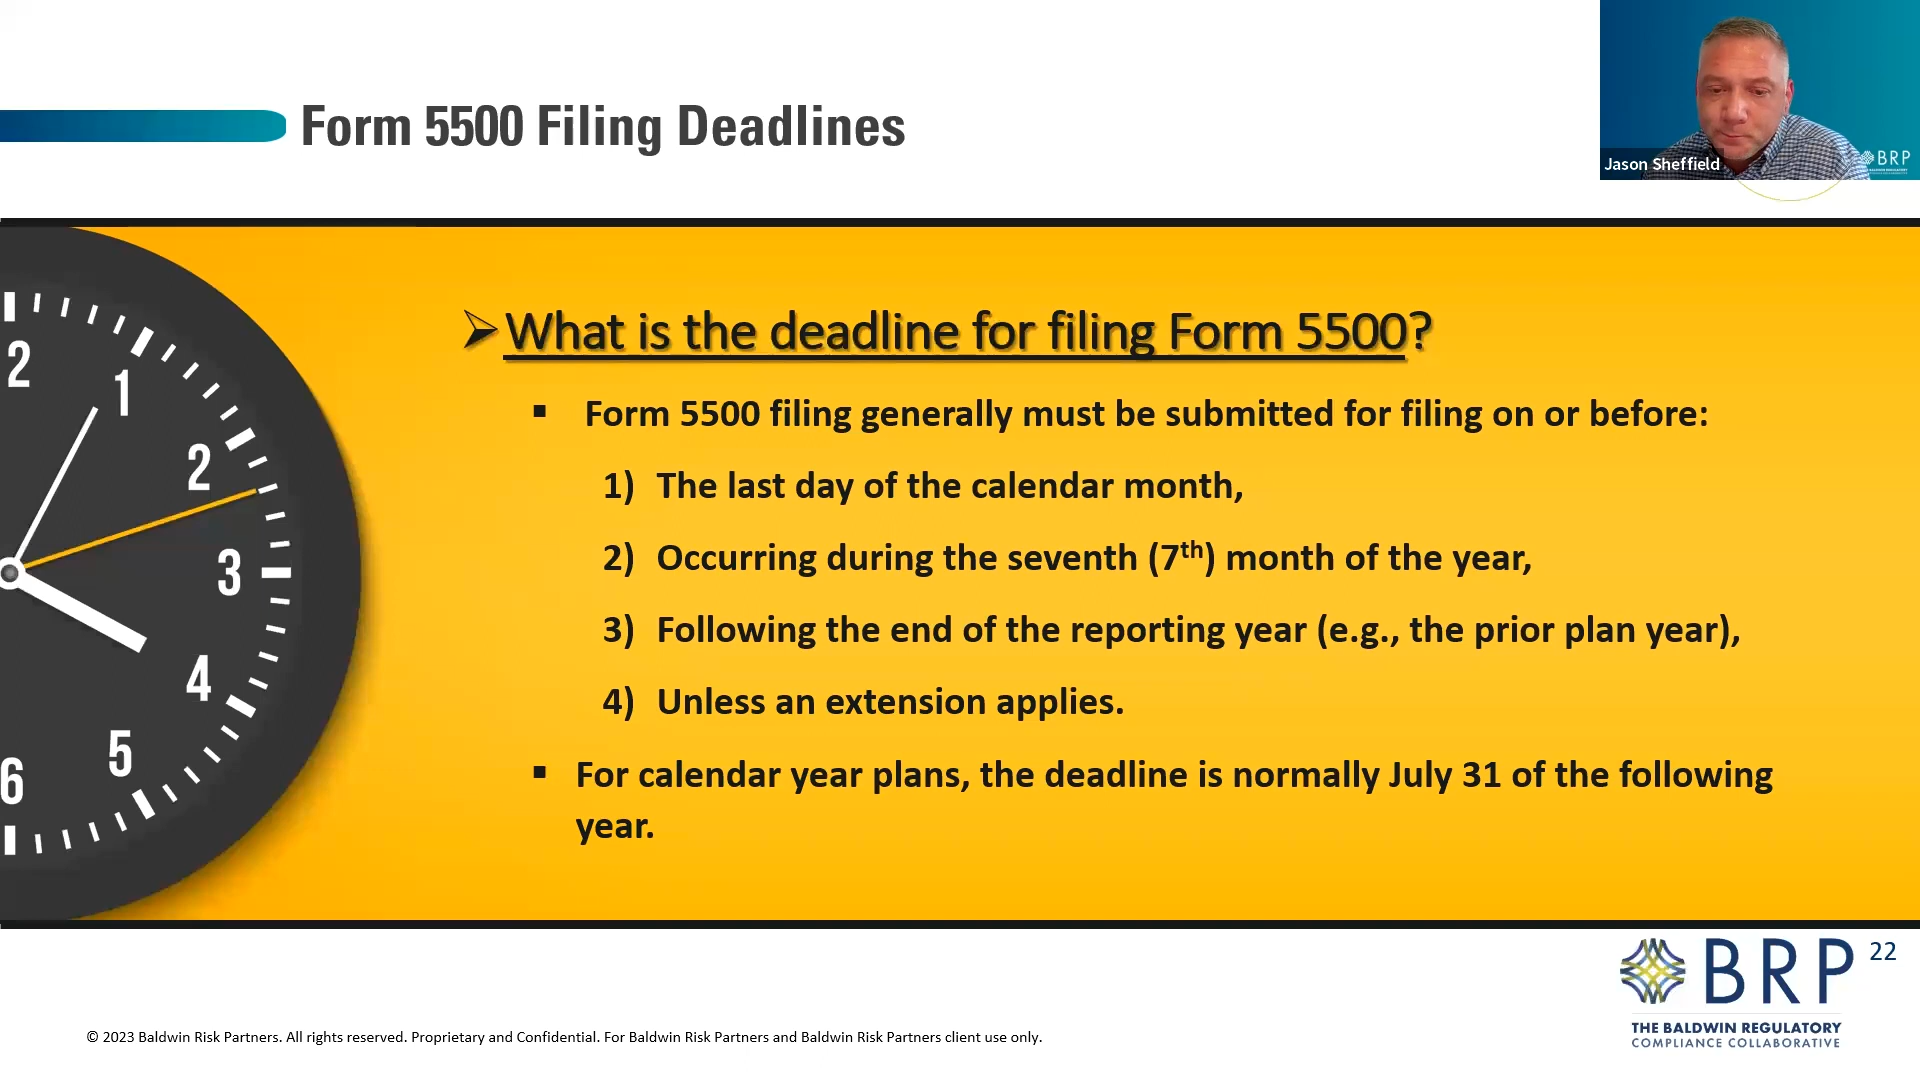 Form 5500 Filing Deadlines
Jason Sheffield
BRP
What is the deadline for filing Form 5500?
Form 5500 filing generally must be submitted for filing on or before:
1) The last day of the calendar month,
2) Occurring during the seventh (7th) month of the year,
3) Following the end of the reporting year (e.g., the prior plan year),
4) Unless an extension applies.
For calendar year plans, the deadline is normally July 31 of the following
year.
2
1
2
3
4
5
6
BRP
22
THE BALDWIN REGULATORY
COMPLIANCE COLLABORATIVE
© 2023 Baldwin Risk Partners. All rights reserved. Proprietary and Confidential. For Baldwin Risk Partners and Baldwin Risk Partners client use only.